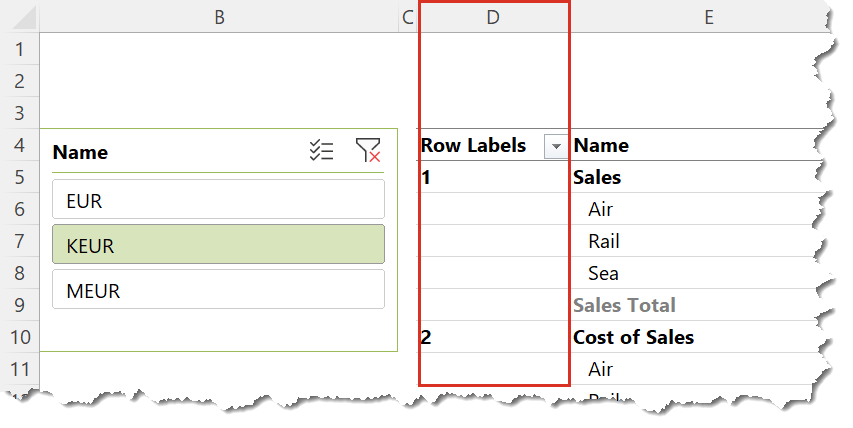 B C D E
1
2
3
4 Name Row Labels Name
5 1 Sales
6 EUR Air
7 KEUR Rail
8 MEUR Sea
9 Sales Total
10 2 Cost of Sales
11 Air